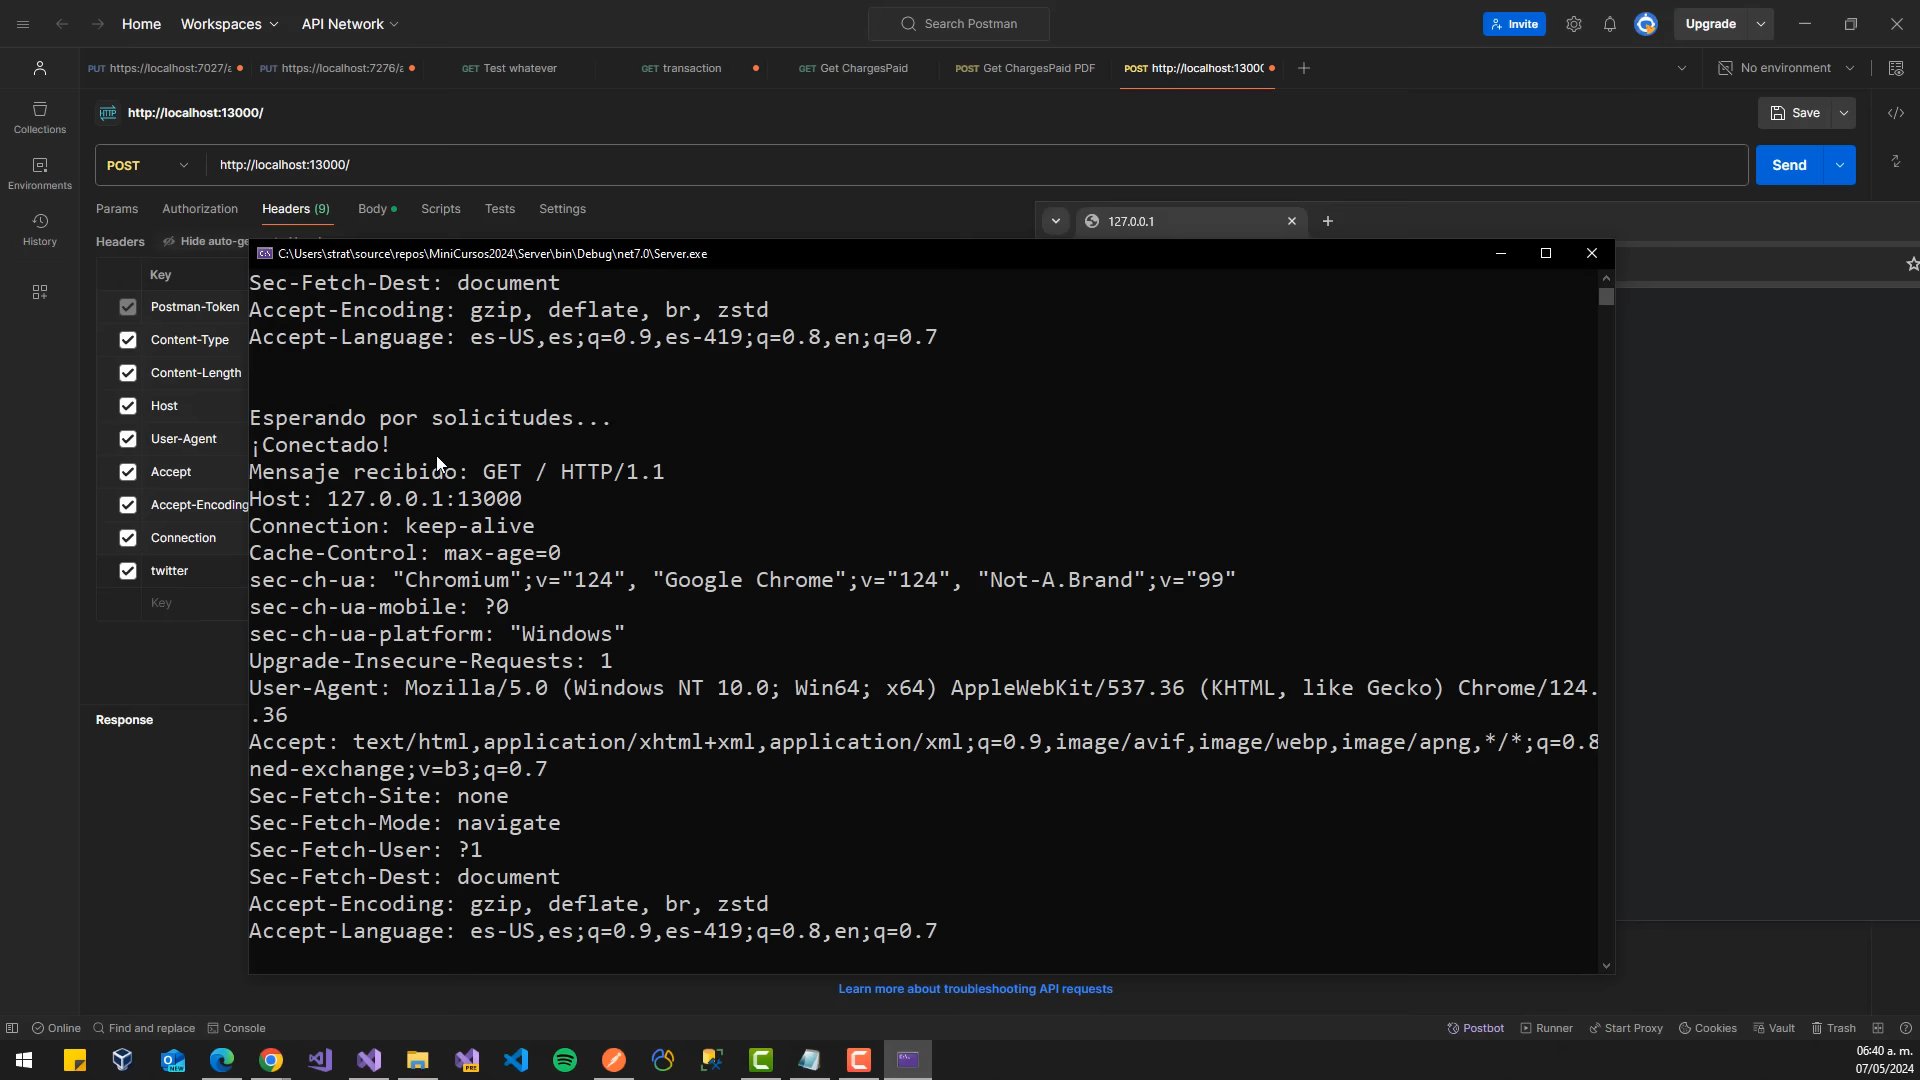 Home
Workspaces
API Network
Search Postman
Invite
Upgrade
PUT https://localhost:7027/
PUT https://localhost:7276/
GET Test whatever
GET transaction
GET Get ChargesPaid
POST Get ChargesPaid PDF
POST http://localhost:1300
No environment
Collections
HTTP http://localhost:13000/
Save
Environments
POST
http://localhost:13000/
Send
History
Params
Authorization
Headers (9)
Body
Scripts
Tests
Settings
127.0.0.1
Headers
Hide auto-ge
C:\Users\strat\source\repos\MiniCursos2024\Server\bin\Debug\net7.0\Server.exe
Key
Postman-Token
Content-Type
Content-Length
Host
User-Agent
Accept
Accept-Encoding
Connection
twitter
Key
Response
Sec-Fetch-Dest: document
Accept-Encoding: gzip, deflate, br, zstd
Accept-Language: es-US,es;q=0.9,es-419;q=0.8,en;q=0.7
Esperando por solicitudes...
¡Conectado!
Mensaje recibido: GET / HTTP/1.1
Host: 127.0.0.1:13000
Connection: keep-alive
Cache-Control: max-age=0
sec-ch-ua: "Chromium";v="124", "Google Chrome";v="124", "Not-A.Brand";v="99"
sec-ch-ua-mobile: ?0
sec-ch-ua-platform: "Windows"
Upgrade-Insecure-Requests: 1
User-Agent: Mozilla/5.0 (Windows NT 10.0; Win64; x64) AppleWebKit/537.36 (KHTML, like Gecko) Chrome/124.
.36
Accept: text/html,application/xhtml+xml,application/xml;q=0.9,image/avif,image/webp,image/apng,*/*;q=0.8
ned-exchange;v=b3;q=0.7
Sec-Fetch-Site: none
Sec-Fetch-Mode: navigate
Sec-Fetch-User: ?1
Sec-Fetch-Dest: document
Accept-Encoding: gzip, deflate, br, zstd
Accept-Language: es-US,es;q=0.9,es-419;q=0.8,en;q=0.7
Learn more about troubleshooting API requests
Online
Find and replace
Console
Postbot
Runner
Start Proxy
Cookies
Vault
Trash
NEW
PRE
06:40 a. m.
07/05/2024